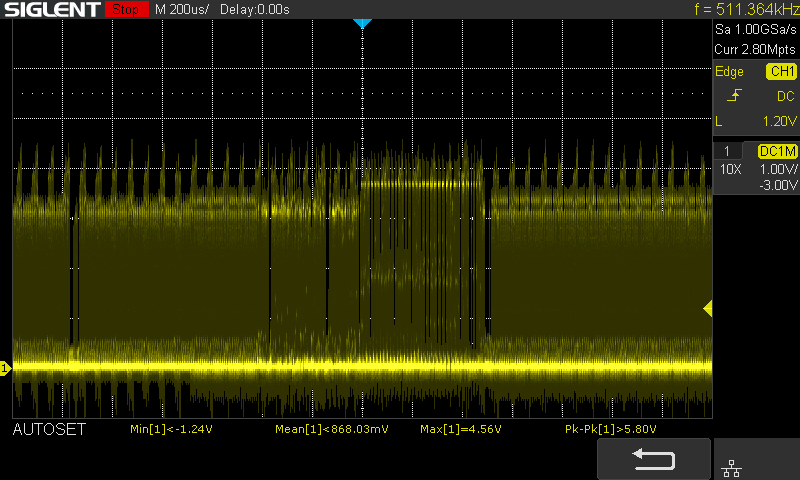 SIGLENT Stop M 200us/ Delay:0.00s f = 511.364kHz
Sa 1.00GSa/s
Curr 2.80Mpts
Edge CH1
DC
L 1.20V
1 DC1M
10X 1.00V/
-3.00V
1
AUTOSET Min[1]<-1.24V Mean[1]<868.03mV Max[1]=4.56V Pk-Pk[1]>5.80V